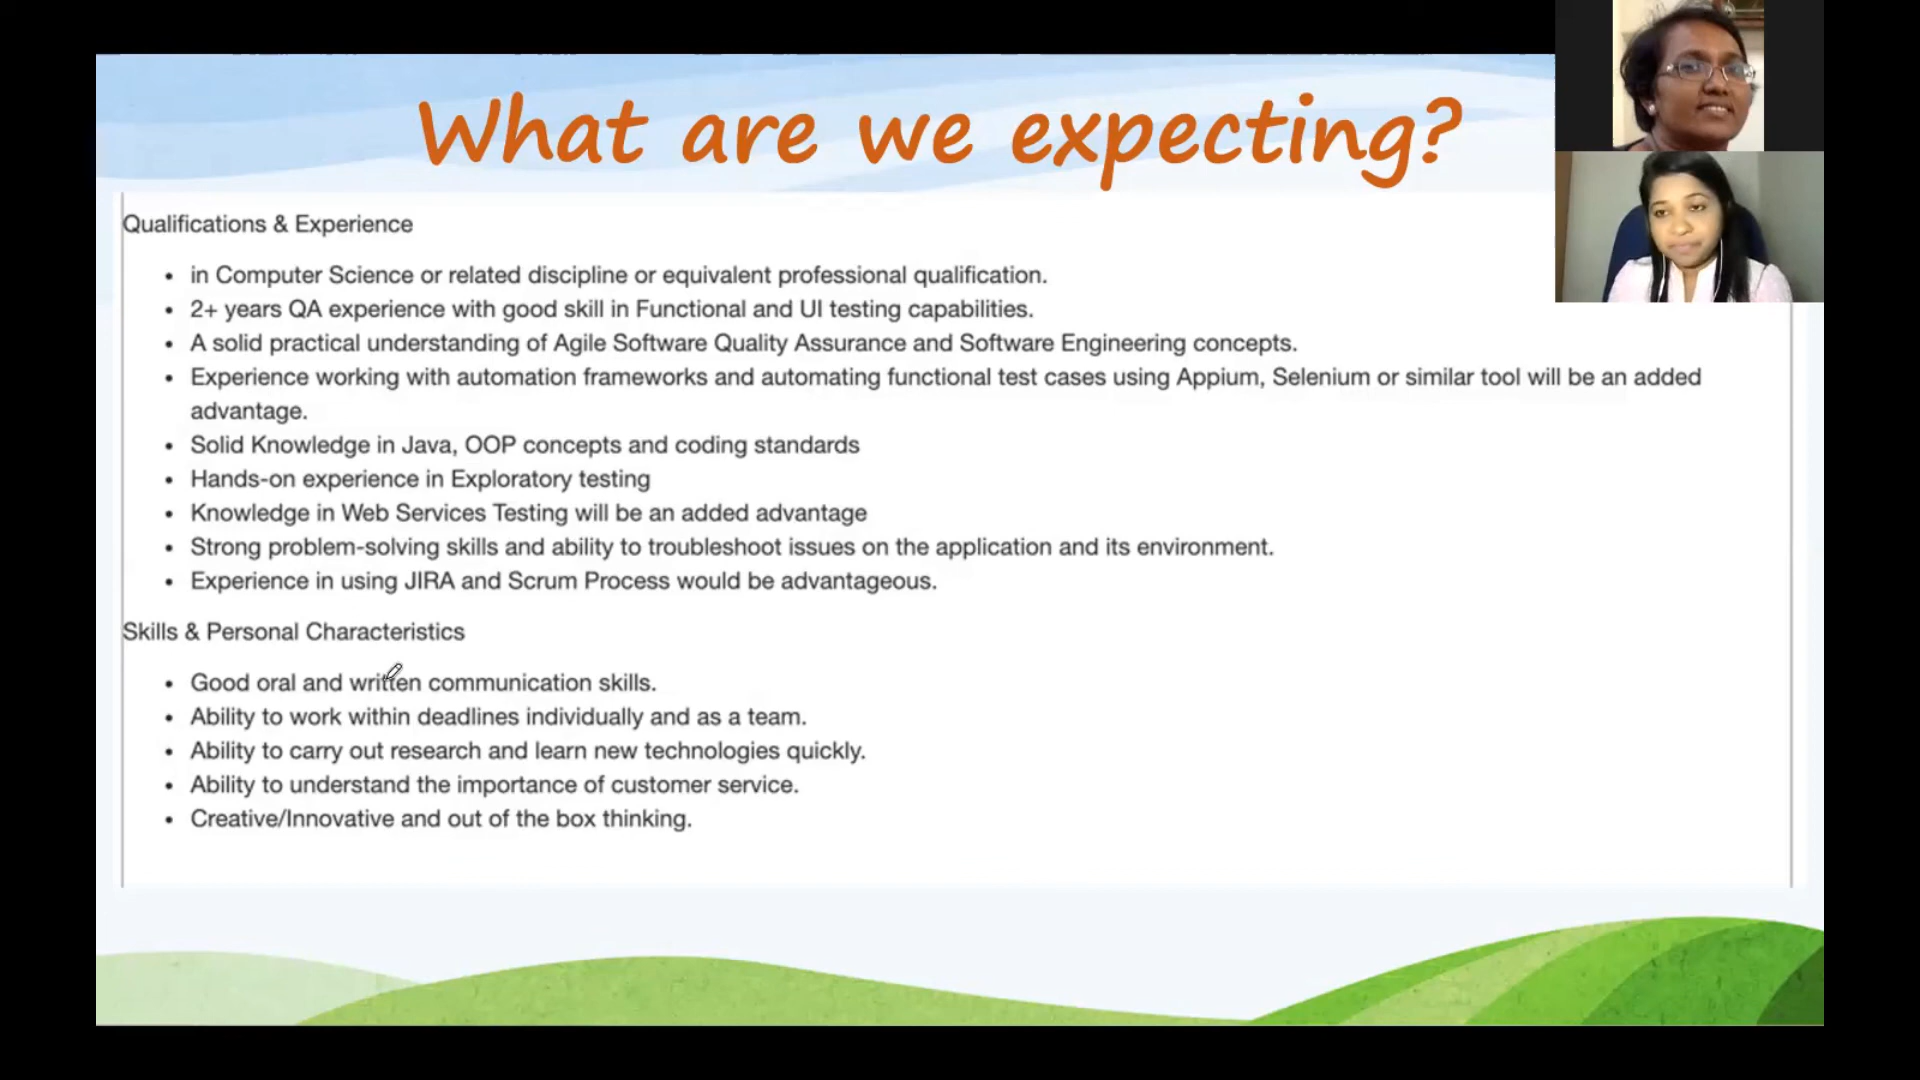 What are we expecting?
Qualifications & Experience
• in Computer Science or related discipline or equivalent professional qualification.
• 2+ years QA experience with good skill in Functional and UI testing capabilities.
• A solid practical understanding of Agile Software Quality Assurance and Software Engineering concepts.
• Experience working with automation frameworks and automating functional test cases using Appium, Selenium or similar tool will be an added
advantage.
• Solid Knowledge in Java, OOP concepts and coding standards
• Hands-on experience in Exploratory testing
• Knowledge in Web Services Testing will be an added advantage
• Strong problem-solving skills and ability to troubleshoot issues on the application and its environment.
• Experience in using JIRA and Scrum Process would be advantageous.
Skills & Personal Characteristics
• Good oral and written communication skills.
• Ability to work within deadlines individually and as a team.
• Ability to carry out research and learn new technologies quickly.
• Ability to understand the importance of customer service.
• Creative/Innovative and out of the box thinking.